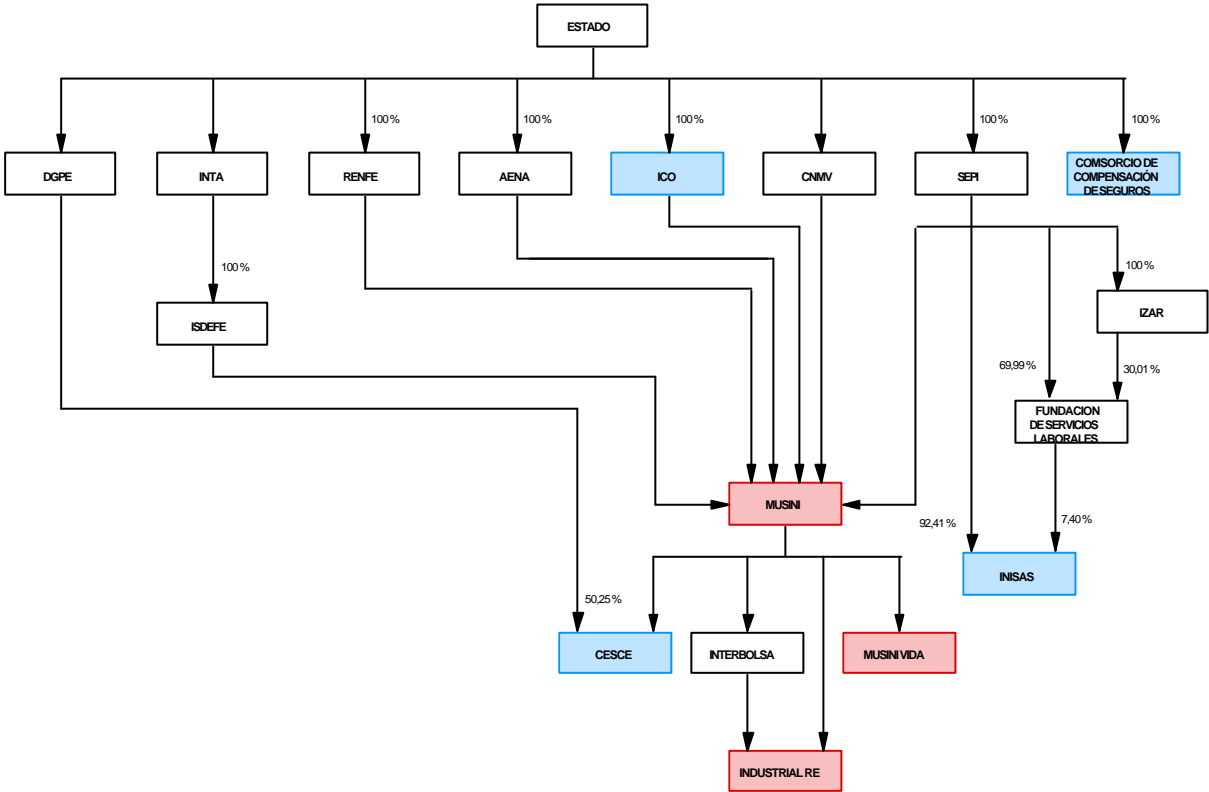 ESTADO
100 %
100 %
100 %
100 %
100 %
DGPE
INTA
RENFE
AENA
ICO
CNMV
SEPI
COMSORCIO DE
COMPENSACIÓN
DE SEGUROS
100 %
100 %
ISDEFE
IZAR
69,99 %
30,01 %
FUNDACION
DE SERVICIOS
LABORALES
MUSINI
92,41 %
7,40 %
INISAS
50,25 %
CESCE
INTERBOLSA
MUSINI VIDA
INDUSTRIAL RE